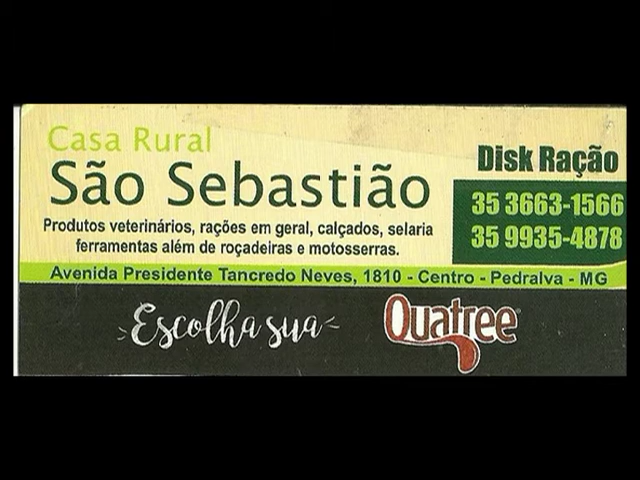 Casa Rural
São Sebastião
Produtos veterinários, rações em geral, calçados, selaria
ferramentas além de roçadeiras e motosserras.
Disk Ração
35 3663-1566
35 9935-4878
Avenida Presidente Tancredo Neves, 1810 - Centro - Pedralva - MG
Escolha sua
Quatree